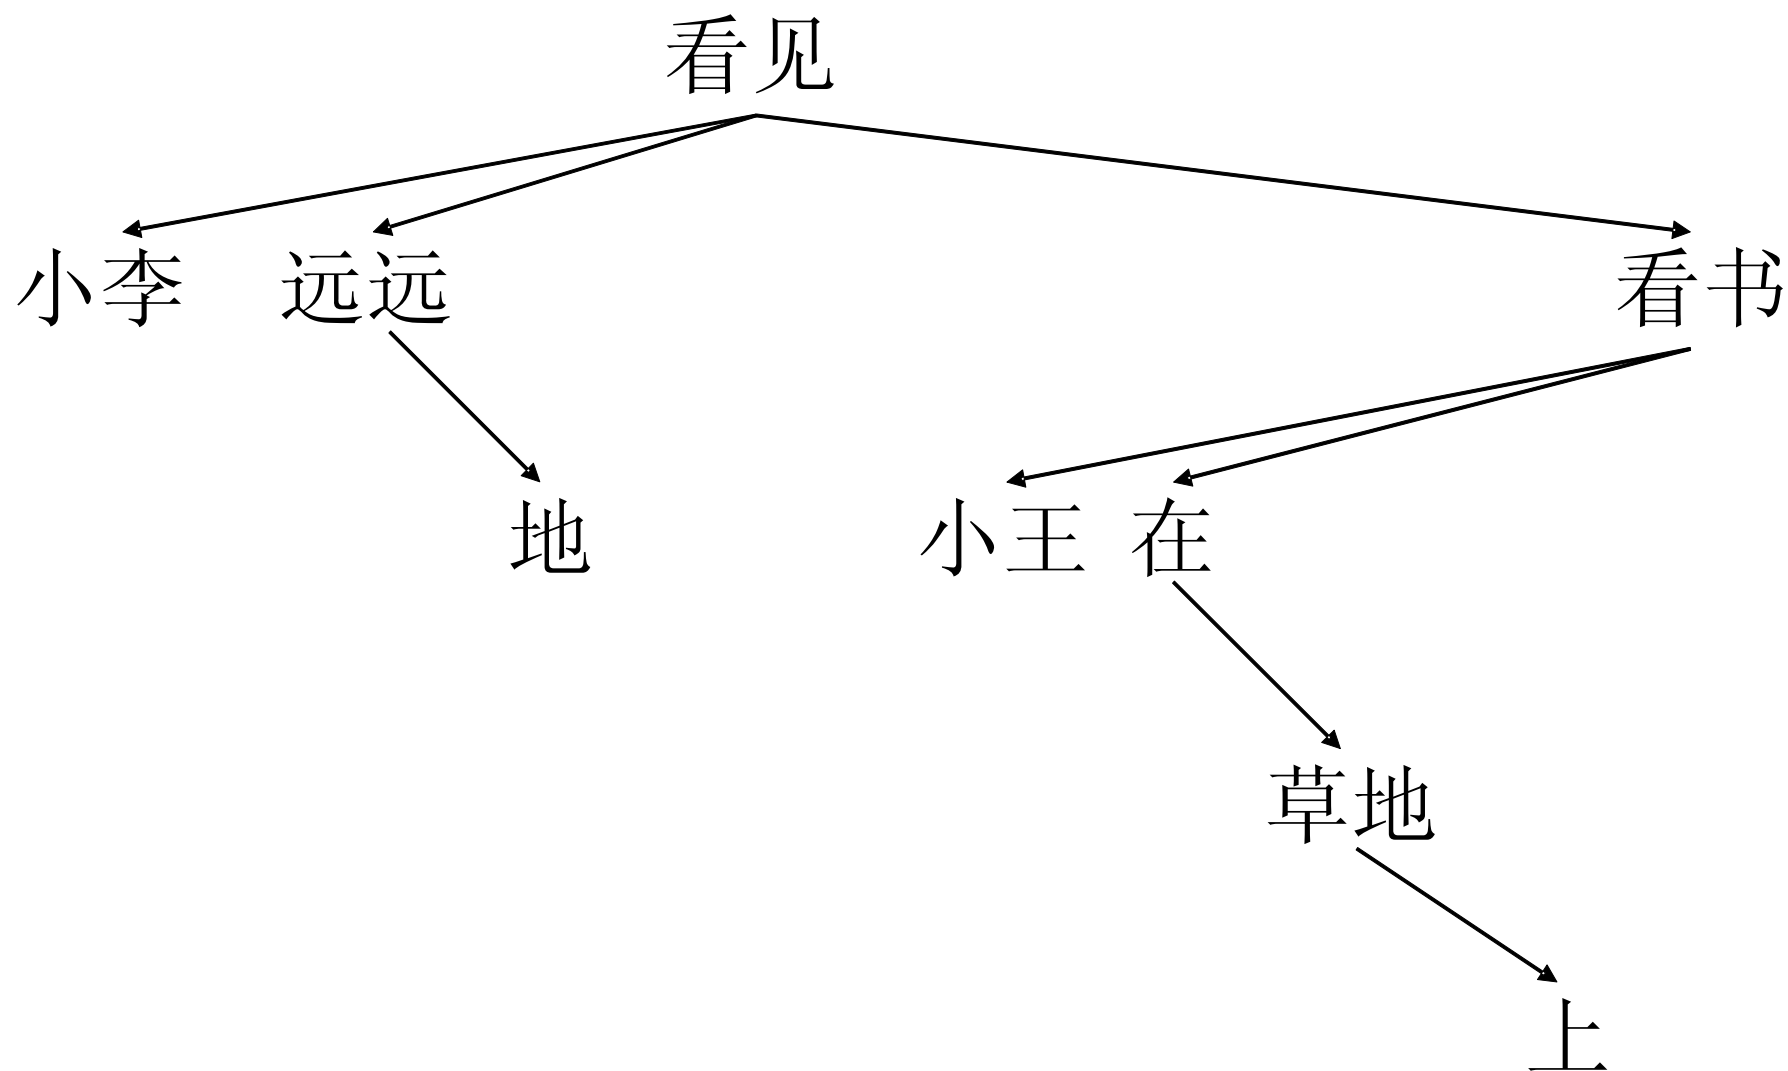 看见
小李 远远 看书
地 小王 在
草地
上